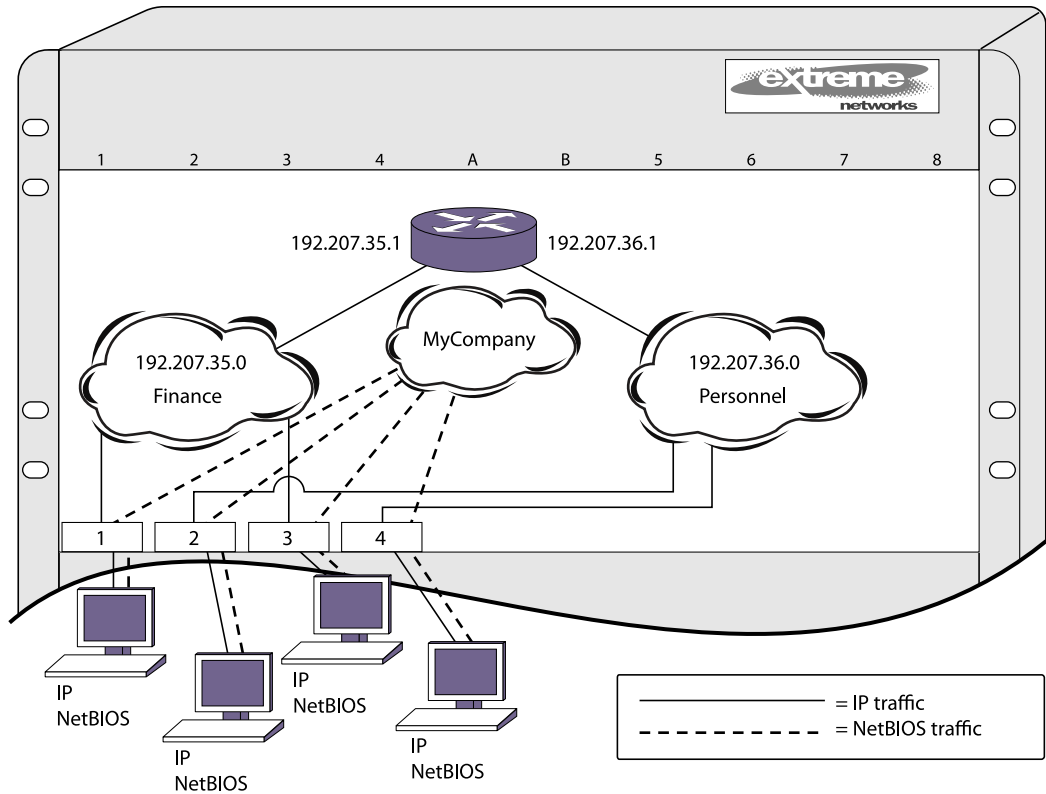 extreme
networks
1 2 3 4 A B 5 6 7 8
192.207.35.1
192.207.36.1
MyCompany
192.207.35.0
Finance
192.207.36.0
Personnel
1 2 3 4
IP
NetBIOS
IP
NetBIOS
IP
NetBIOS
IP
NetBIOS
= IP traffic
= NetBIOS traffic